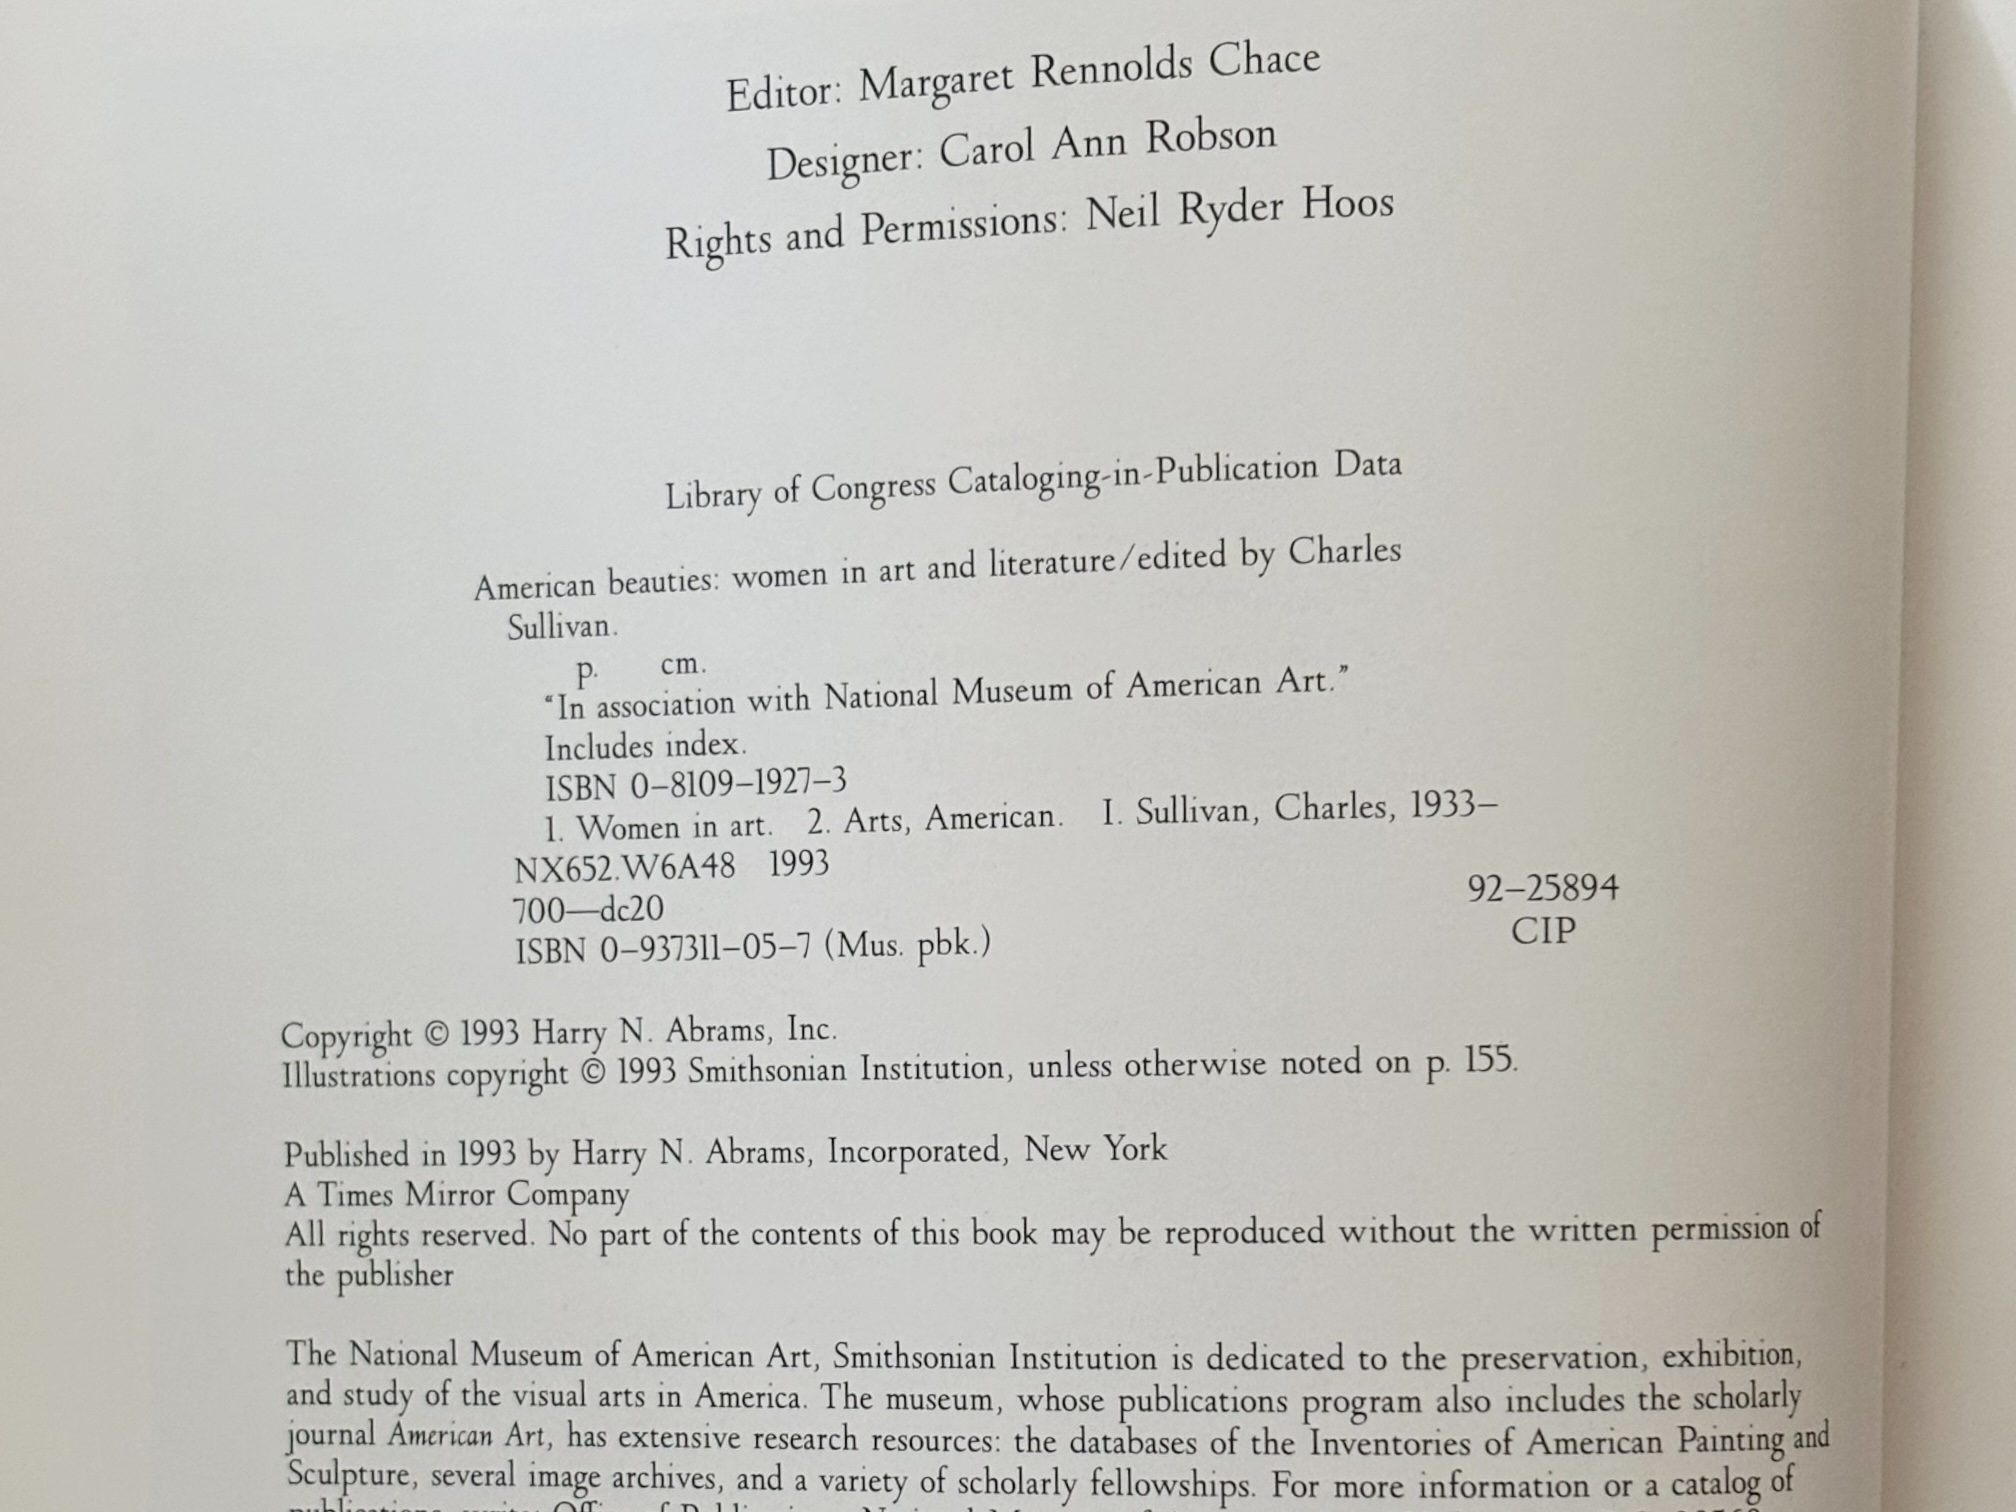 Editor: Margaret Rennolds Chace
Designer: Carol Ann Robson
Rights and Permissions: Neil Ryder Hoos
Library of Congress Cataloging-in-Publication Data
American beauties: women in art and literature/edited by Charles
Sullivan.
p. cm.
"In association with National Museum of American Art."
Includes index.
ISBN 0–8109–1927–3
1. Women in art. 2. Arts, American. I. Sullivan, Charles, 1933–
NX652.W6A48 1993
700—dc20
92–25894
ISBN 0–937311–05–7 (Mus. pbk.)
CIP
Copyright © 1993 Harry N. Abrams, Inc.
Illustrations copyright © 1993 Smithsonian Institution, unless otherwise noted on p. 155.
Published in 1993 by Harry N. Abrams, Incorporated, New York
A Times Mirror Company
All rights reserved. No part of the contents of this book may be reproduced without the written permission of
the publisher
The National Museum of American Art, Smithsonian Institution is dedicated to the preservation, exhibition,
and study of the visual arts in America. The museum, whose publications program also includes the scholarly
journal American Art, has extensive research resources: the databases of the Inventories of American Painting and
Sculpture, several image archives, and a variety of scholarly fellowships. For more information or a catalog of